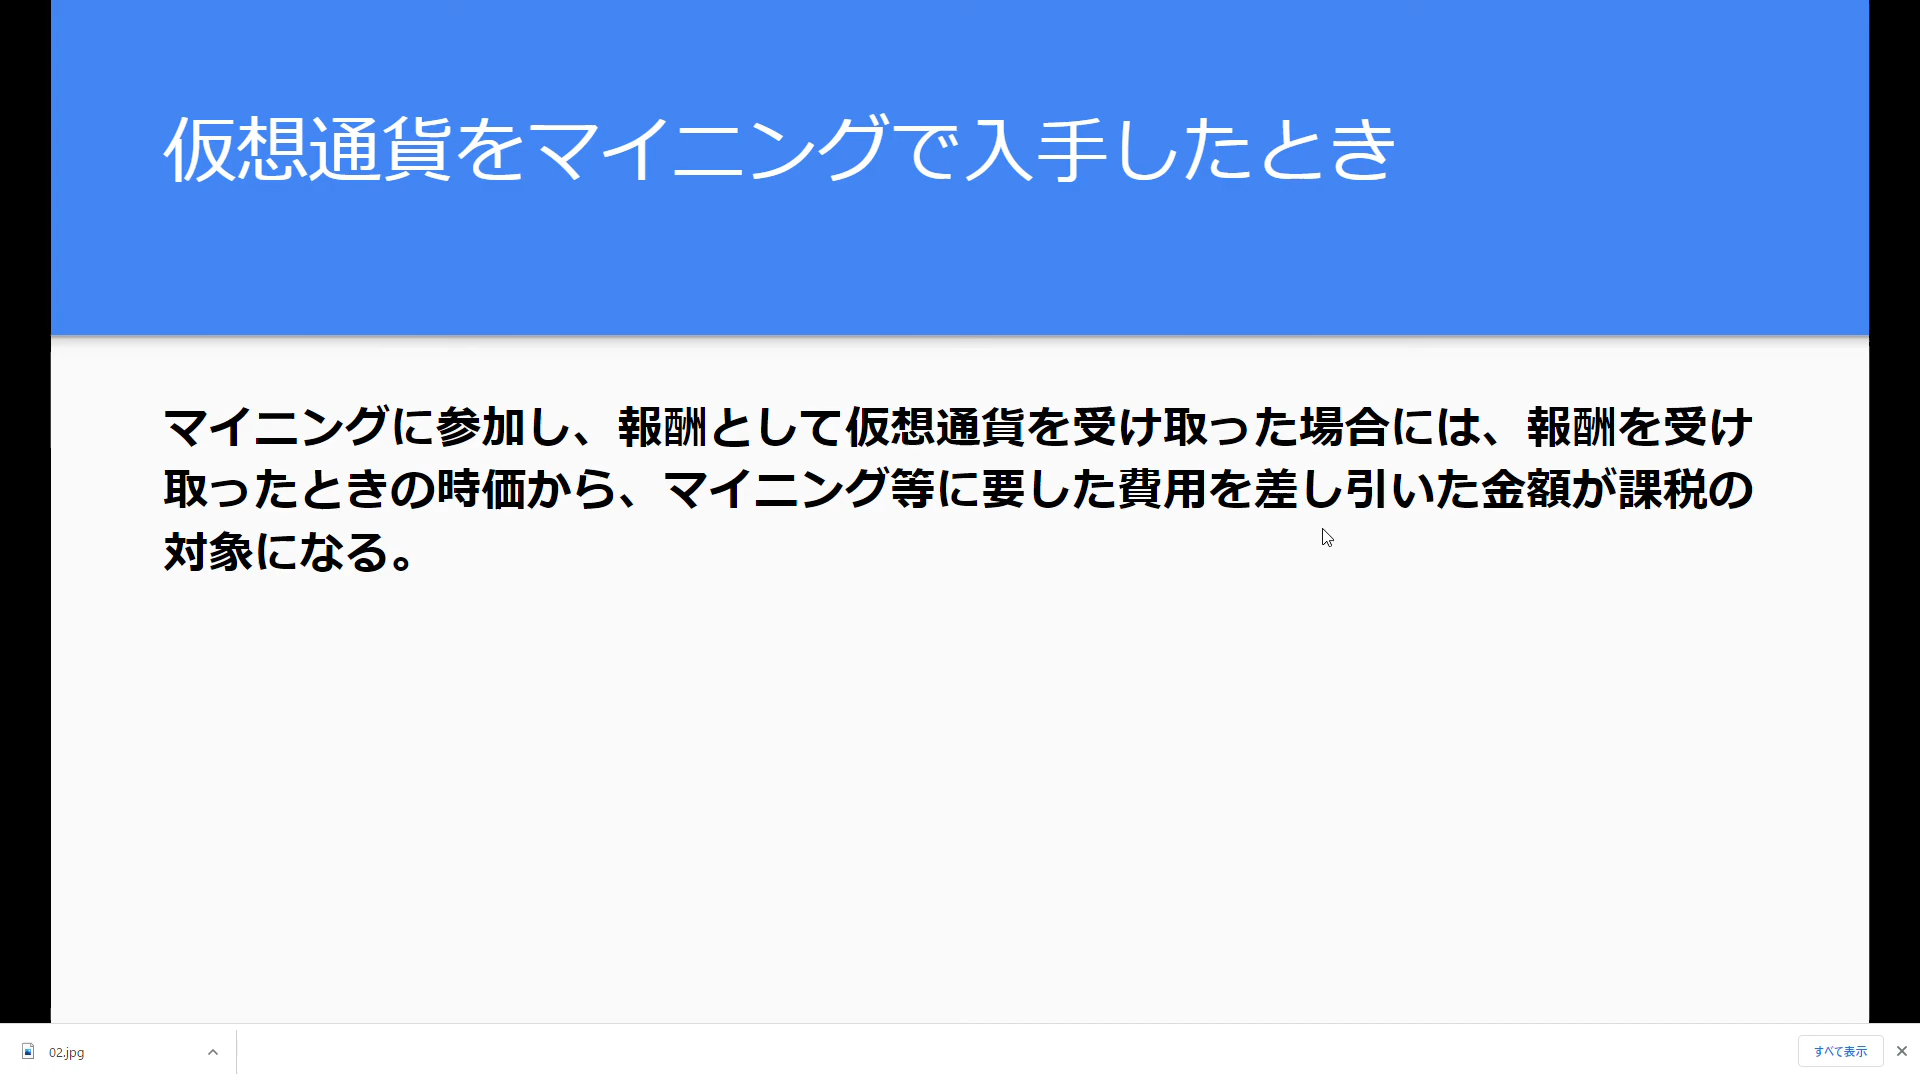 仮想通貨をマイニングで入手したとき
マイニングに参加し、報酬として仮想通貨を受け取った場合には、報酬を受け
取ったときの時価から、マイニング等に要した費用を差し引いた金額が課税の
対象になる。
02.jpg
すべて表示